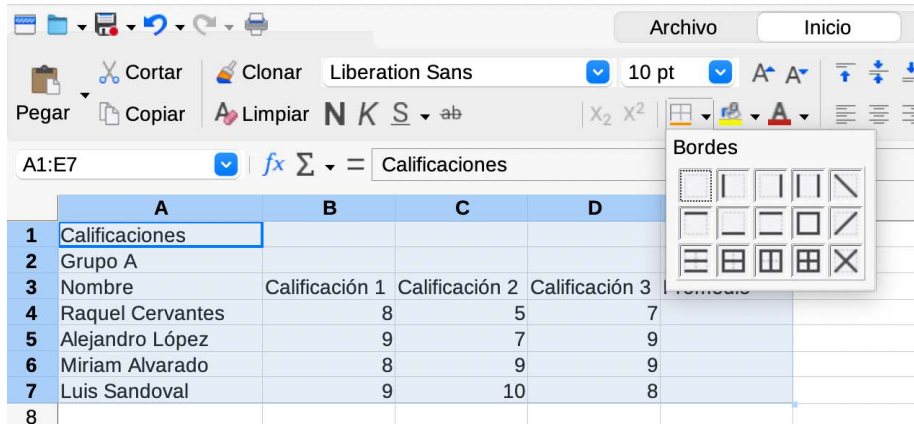 Archivo Inicio
Cortar Clonar Liberation Sans 10 pt
Pegar Copiar Limpiar N K S ab X₂ X² A
Bordes
A1:E7 fx Σ = Calificaciones
A B C D
1 Calificaciones
2 Grupo A
3 Nombre Calificación 1 Calificación 2 Calificación 3
4 Raquel Cervantes 8 5 7
5 Alejandro López 9 7 9
6 Miriam Alvarado 8 9 9
7 Luis Sandoval 9 10 8
8